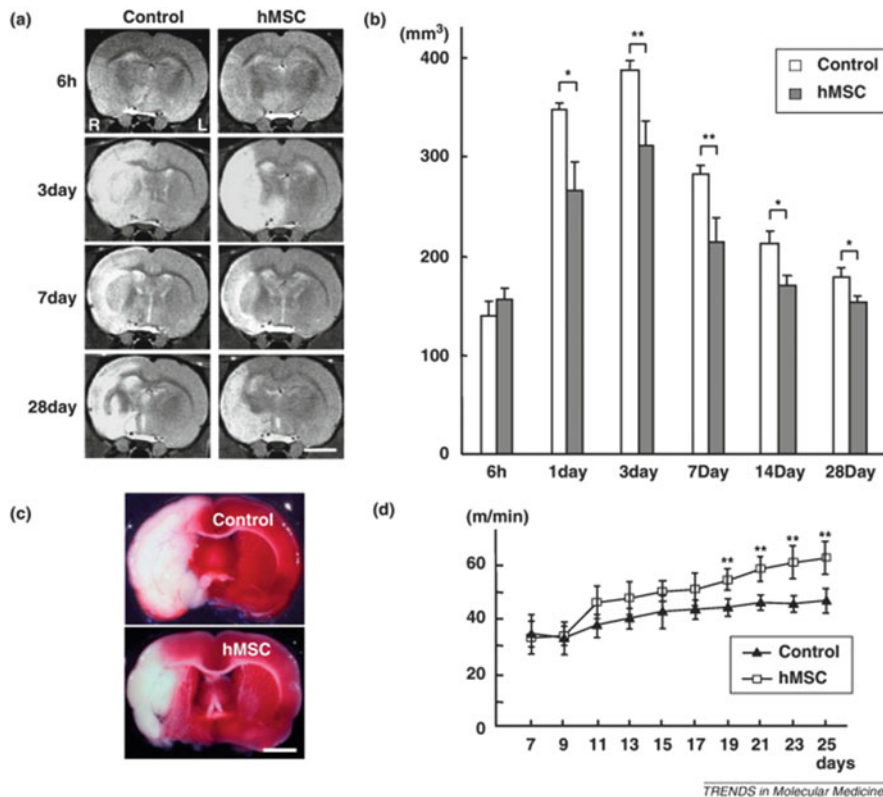 (a)
Control hMSC
6h
R L
3day
7day
28day
(b)
(mm³)
400
300
200
100
0
* ** ** * *
Control
hMSC
6h 1day 3day 7Day 14Day 28Day
(c)
Control
hMSC
(d)
(m/min)
60
40
20
0
** ** ** **
Control
hMSC
7 9 11 13 15 17 19 21 23 25
days
TRENDS in Molecular Medicine